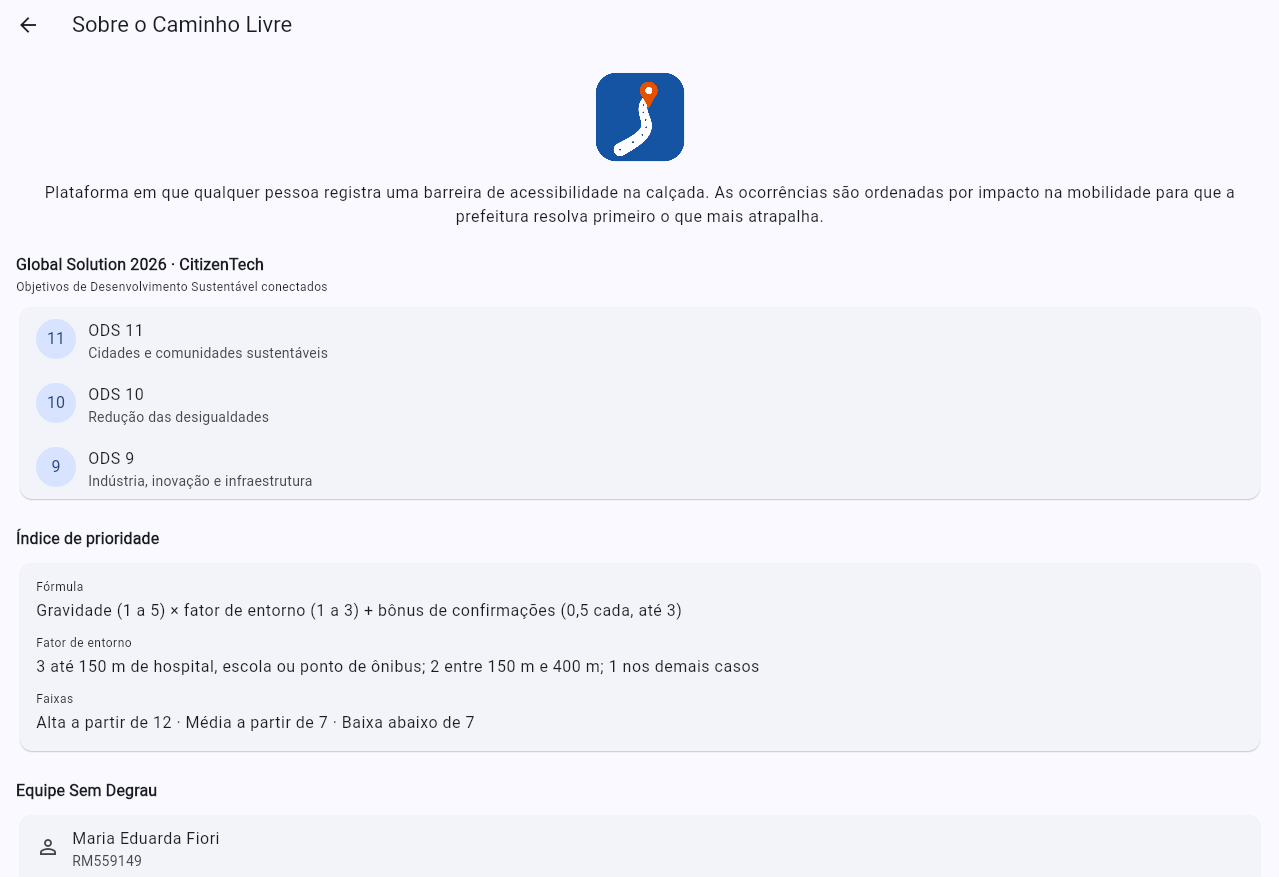 Sobre o Caminho Livre
Plataforma em que qualquer pessoa registra uma barreira de acessibilidade na calçada. As ocorrências são ordenadas por impacto na mobilidade para que a
prefeitura resolva primeiro o que mais atrapalha.
Global Solution 2026 · CitizenTech
Objetivos de Desenvolvimento Sustentável conectados
11
ODS 11
Cidades e comunidades sustentáveis
10
ODS 10
Redução das desigualdades
9
ODS 9
Indústria, inovação e infraestrutura
Índice de prioridade
Fórmula
Gravidade (1 a 5) × fator de entorno (1 a 3) + bônus de confirmações (0,5 cada, até 3)
Fator de entorno
3 até 150 m de hospital, escola ou ponto de ônibus; 2 entre 150 m e 400 m; 1 nos demais casos
Faixas
Alta a partir de 12 · Média a partir de 7 · Baixa abaixo de 7
Equipe Sem Degrau
Maria Eduarda Fiori
RM559149